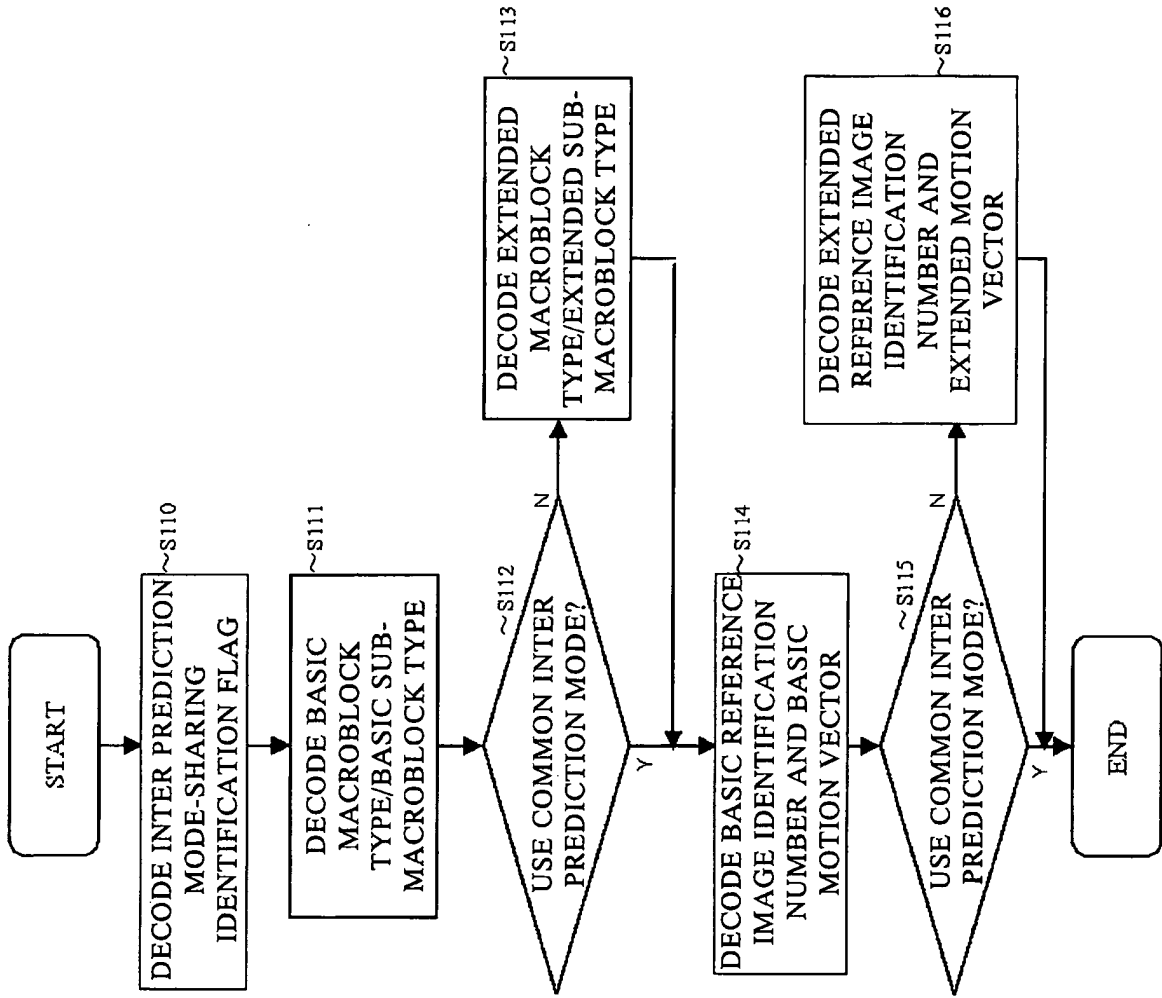 START
~S110
DECODE INTER PREDICTION
MODE-SHARING
IDENTIFICATION FLAG
~S111
DECODE BASIC
MACROBLOCK
TYPE/BASIC SUB-
MACROBLOCK TYPE
~S112
USE COMMON INTER
PREDICTION MODE?
N
Y
~S113
DECODE EXTENDED
MACROBLOCK
TYPE/EXTENDED SUB-
MACROBLOCK TYPE
~S114
DECODE BASIC REFERENCE
IMAGE IDENTIFICATION
NUMBER AND BASIC
MOTION VECTOR
~S115
USE COMMON INTER
PREDICTION MODE?
N
Y
~S116
DECODE EXTENDED
REFERENCE IMAGE
IDENTIFICATION
NUMBER AND
EXTENDED MOTION
VECTOR
END